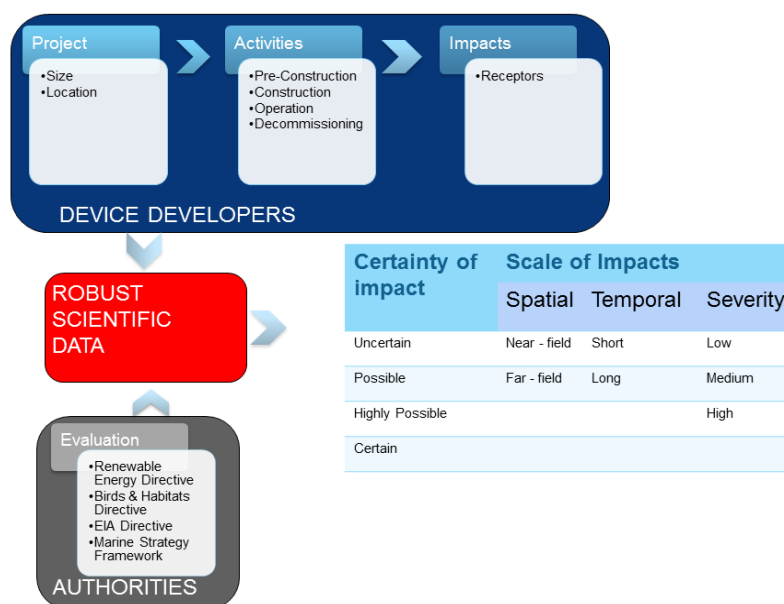 Project
•Size
•Location
Activities
•Pre-Construction
•Construction
•Operation
•Decommissioning
Impacts
•Receptors
DEVICE DEVELOPERS
ROBUST
SCIENTIFIC
DATA
Certainty of
impact
Scale of Impacts
Spatial Temporal Severity
Uncertain Near - field Short Low
Possible Far - field Long Medium
Highly Possible High
Certain
Evaluation
•Renewable
Energy Directive
•Birds & Habitats
Directive
•EIA Directive
•Marine Strategy
Framework
AUTHORITIES